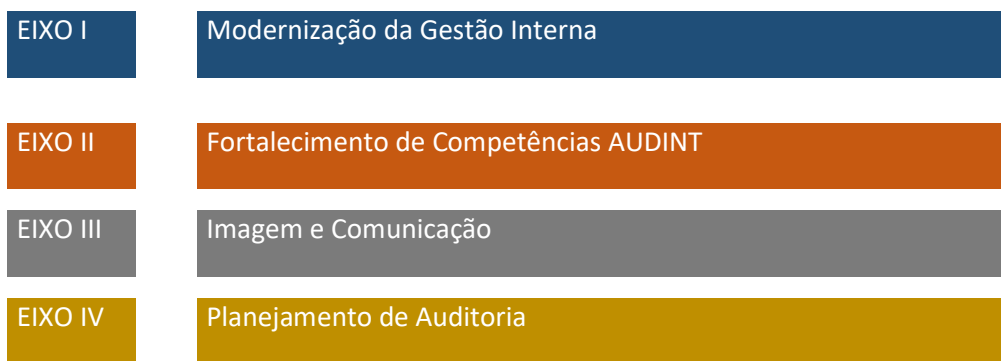 EIXO I Modernização da Gestão Interna
EIXO II Fortalecimento de Competências AUDINT
EIXO III Imagem e Comunicação
EIXO IV Planejamento de Auditoria